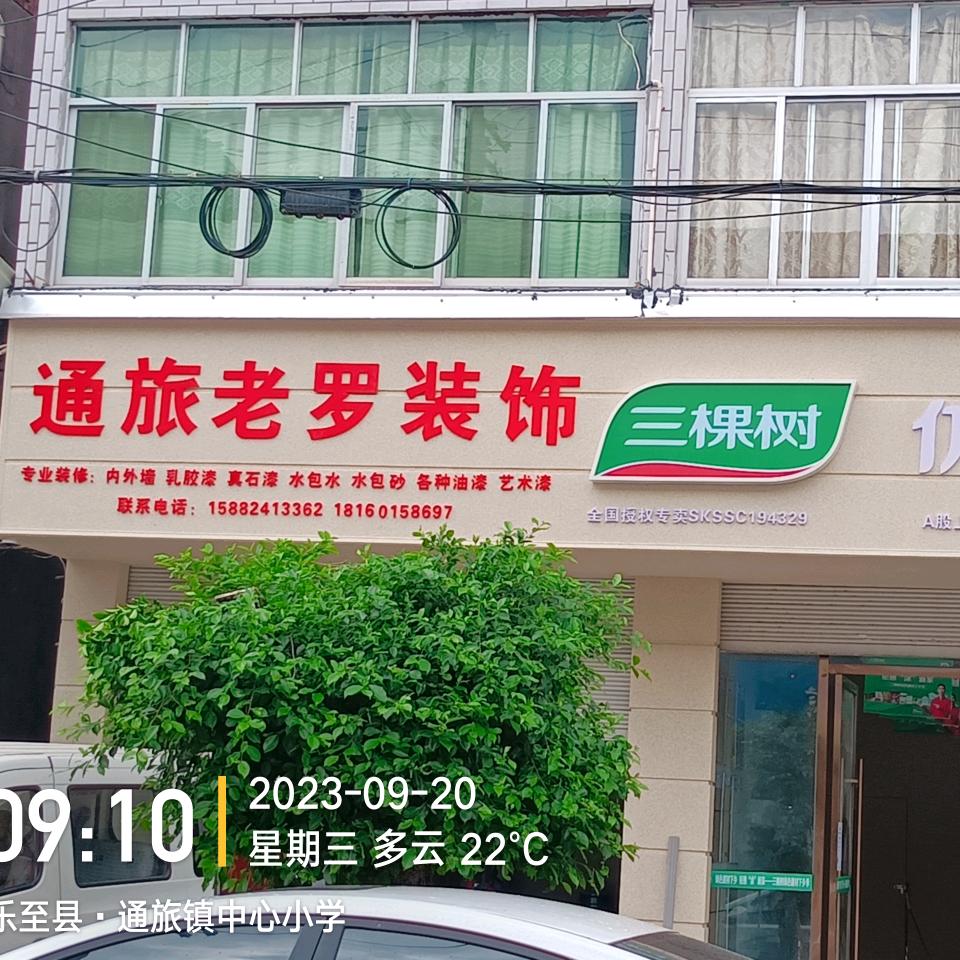 通旅老罗装饰
三棵树
专业装修: 内外墙 乳胶漆 真石漆 水包水 水包砂 各种油漆 艺术漆
联系电话: 15882413362 18160158697
全国授权专卖SKSSC194329
A股上
09:10
2023-09-20
星期三 多云 22°C
乐至县·通旅镇中心小学